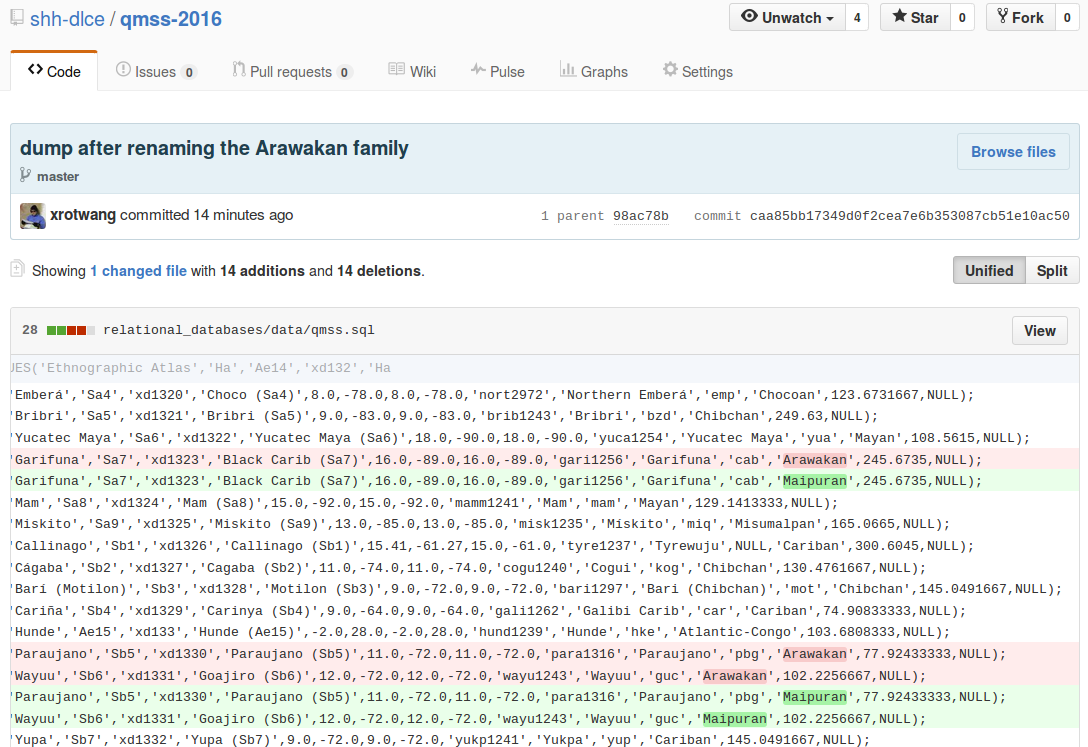 shh-dlce / qmss-2016
Unwatch 4 Star 0 Fork 0
Code Issues 0 Pull requests 0 Wiki Pulse Graphs Settings
dump after renaming the Arawakan family
Browse files
master
xrotwang committed 14 minutes ago 1 parent 98ac78b commit caa85bb17349d0f2cea7e6b353087cb51e10ac50
Showing 1 changed file with 14 additions and 14 deletions.
Unified Split
28 relational_databases/data/qmss.sql View
UES('Ethnographic Atlas','Ha','Ae14','xd132','Ha
'Emberá','Sa4','xd1320','Choco (Sa4)',8.0,-78.0,8.0,-78.0,'nort2972','Northern Emberá','emp','Chocoan',123.6731667,NULL);
'Bribri','Sa5','xd1321','Bribri (Sa5)',9.0,-83.0,9.0,-83.0,'brib1243','Bribri','bzd','Chibchan',249.63,NULL);
'Yucatec Maya','Sa6','xd1322','Yucatec Maya (Sa6)',18.0,-90.0,18.0,-90.0,'yuca1254','Yucatec Maya','yua','Mayan',108.5615,NULL);
'Garifuna','Sa7','xd1323','Black Carib (Sa7)',16.0,-89.0,16.0,-89.0,'gari1256','Garifuna','cab','Arawakan',245.6735,NULL);
'Garifuna','Sa7','xd1323','Black Carib (Sa7)',16.0,-89.0,16.0,-89.0,'gari1256','Garifuna','cab','Maipuran',245.6735,NULL);
'Mam','Sa8','xd1324','Mam (Sa8)',15.0,-92.0,15.0,-92.0,'mamm1241','Mam','mam','Mayan',129.1413333,NULL);
'Miskito','Sa9','xd1325','Miskito (Sa9)',13.0,-85.0,13.0,-85.0,'misk1235','Miskito','miq','Misumalpan',165.0665,NULL);
'Callinago','Sb1','xd1326','Callinago (Sb1)',15.41,-61.27,15.0,-61.0,'tyre1237','Tyrewuju',NULL,'Cariban',300.6045,NULL);
'Cágaba','Sb2','xd1327','Cagaba (Sb2)',11.0,-74.0,11.0,-74.0,'cogu1240','Cogui','kog','Chibchan',130.4761667,NULL);
'Barí (Motilon)','Sb3','xd1328','Motilon (Sb3)',9.0,-72.0,9.0,-72.0,'bari1297','Bari (Chibchan)','mot','Chibchan',145.0491667,NULL);
'Cariña','Sb4','xd1329','Carinya (Sb4)',9.0,-64.0,9.0,-64.0,'gali1262','Galibi Carib','car','Cariban',74.90833333,NULL);
'Hunde','Ae15','xd133','Hunde (Ae15)',-2.0,28.0,-2.0,28.0,'hund1239','Hunde','hke','Atlantic-Congo',103.6808333,NULL);
'Paraujano','Sb5','xd1330','Paraujano (Sb5)',11.0,-72.0,11.0,-72.0,'para1316','Paraujano','pbg','Arawakan',77.92433333,NULL);
'Wayuu','Sb6','xd1331','Goajiro (Sb6)',12.0,-72.0,12.0,-72.0,'wayu1243','Wayuu','guc','Arawakan',102.2256667,NULL);
'Paraujano','Sb5','xd1330','Paraujano (Sb5)',11.0,-72.0,11.0,-72.0,'para1316','Paraujano','pbg','Maipuran',77.92433333,NULL);
'Wayuu','Sb6','xd1331','Goajiro (Sb6)',12.0,-72.0,12.0,-72.0,'wayu1243','Wayuu','guc','Maipuran',102.2256667,NULL);
'Yupa','Sb7','xd1332','Yupa (Sb7)',9.0,-72.0,9.0,-72.0,'yukp1241','Yukpa','yup','Cariban',145.0491667,NULL);